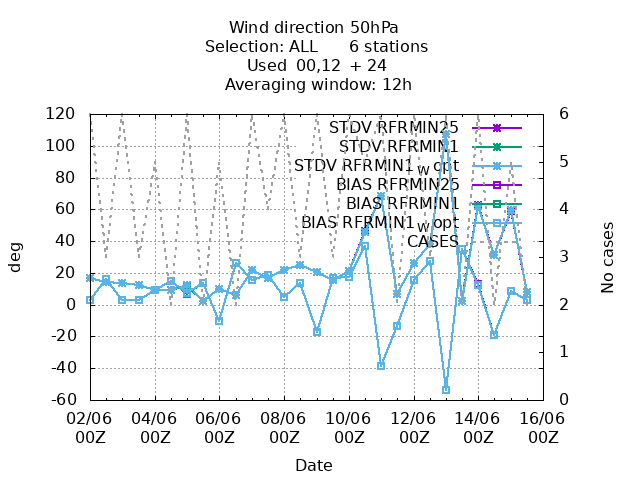 Wind direction 50hPa
Selection: ALL 6 stations
Used 00,12 + 24
Averaging window: 12h
120
100
80
60
40
20
0
-20
-40
-60
6
5
4
3
2
1
0
deg
No cases
STDV RFRMIN25
STDV RFRMIN1
STDV RFRMIN1_W opt
BIAS RFRMIN25
BIAS RFRMIN1
BIAS RFRMIN1_W opt
CASES
02/06 04/06 06/06 08/06 10/06 12/06 14/06 16/06
00Z 00Z 00Z 00Z 00Z 00Z 00Z 00Z
Date